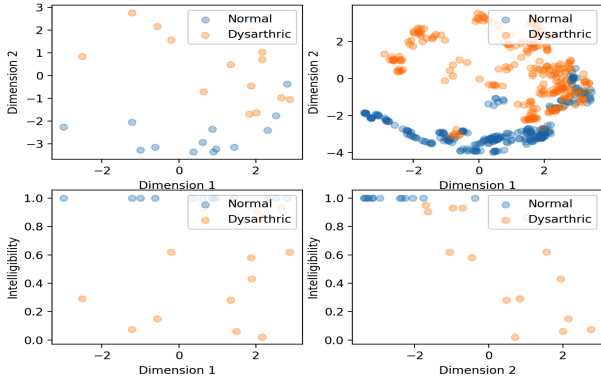 3
2
1
0
−1
−2
−3
Dimension 2
−2
0
2
Dimension 1
Normal
Dysarthric
2
0
−2
−4
Dimension 2
−2
0
2
Dimension 1
Normal
Dysarthric
1.0
0.8
0.6
0.4
0.2
0.0
Intelligibility
−2
0
2
Dimension 1
Normal
Dysarthric
1.0
0.8
0.6
0.4
0.2
0.0
Intelligibility
−2
0
2
Dimension 2
Normal
Dysarthric